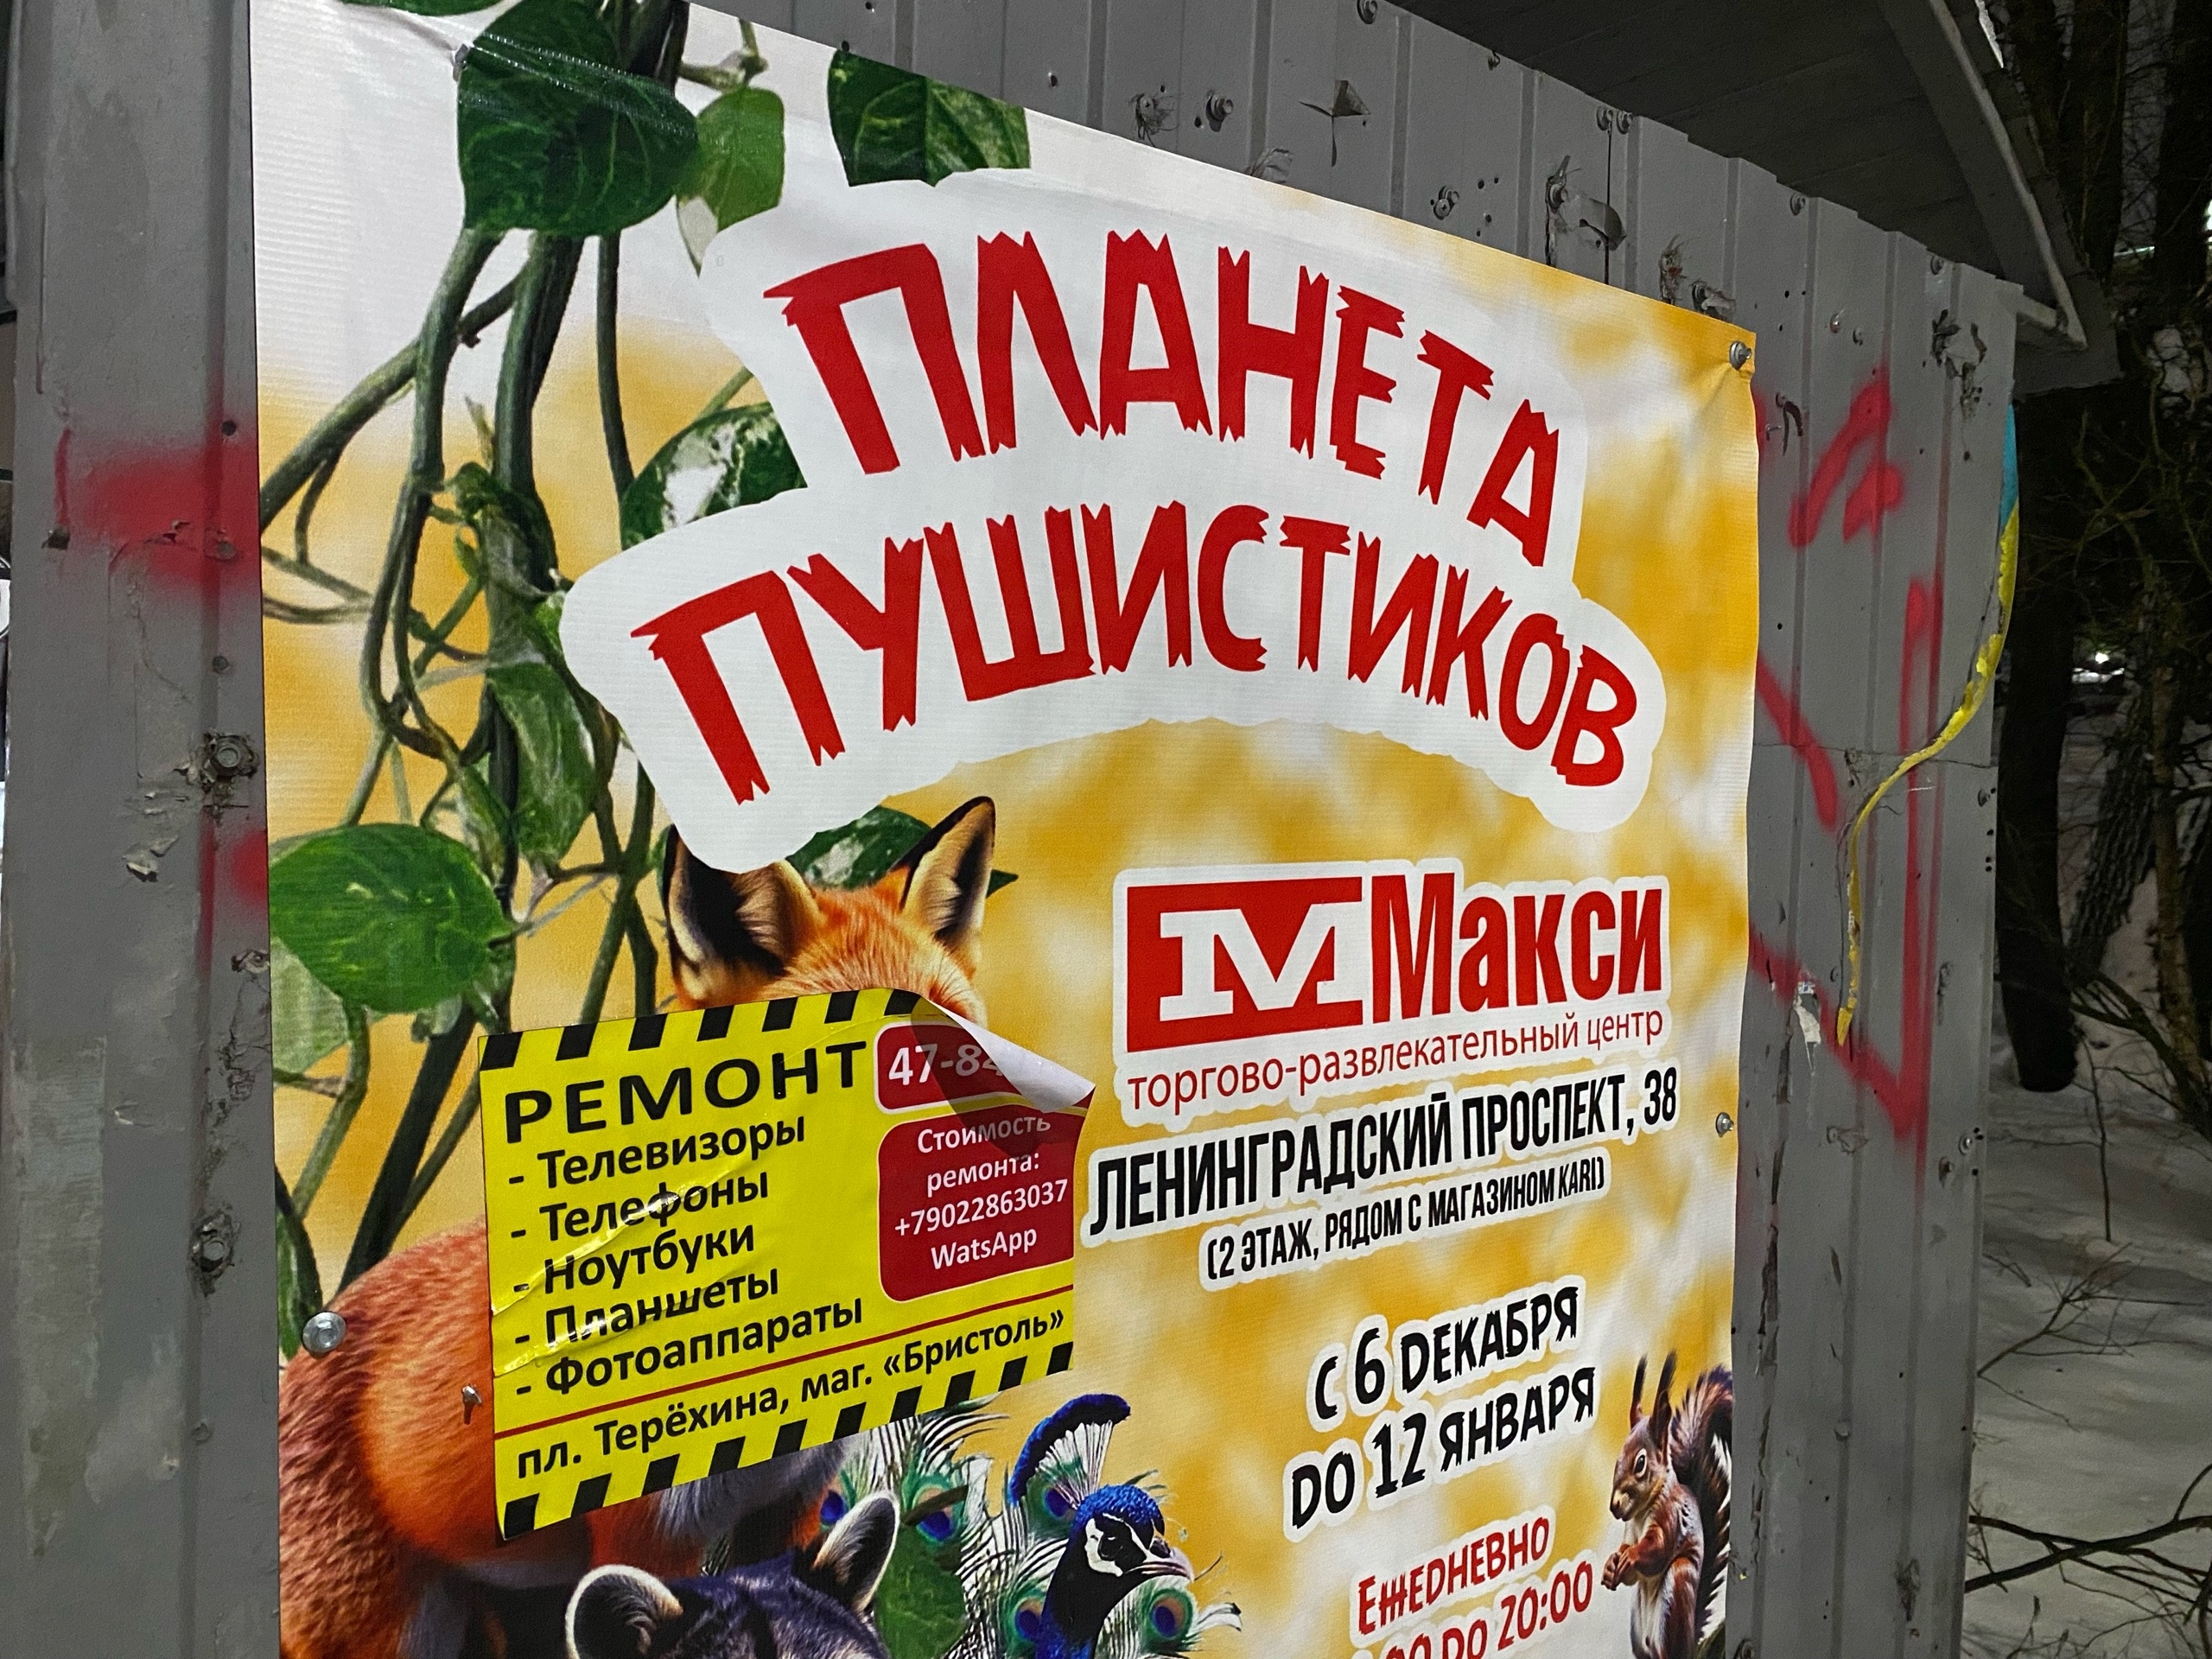 ПЛАНЕТА
ПУШИСТИКОВ
М Макси
торгово-развлекательный центр
ЛЕНИНГРАДСКИЙ ПРОСПЕКТ, 38
(2 ЭТАЖ, РЯДОМ С МАГАЗИНОМ KARI)
С 6 ДЕКАБРЯ
ДО 12 ЯНВАРЯ
ЕЖЕДНЕВНО
ДО 20:00
РЕМОНТ
- Телевизоры
- Телефоны
- Ноутбуки
- Планшеты
- Фотоаппараты
47-84
Стоимость
ремонта:
+79022863037
WatsApp
пл. Терёхина, маг. «Бристоль»